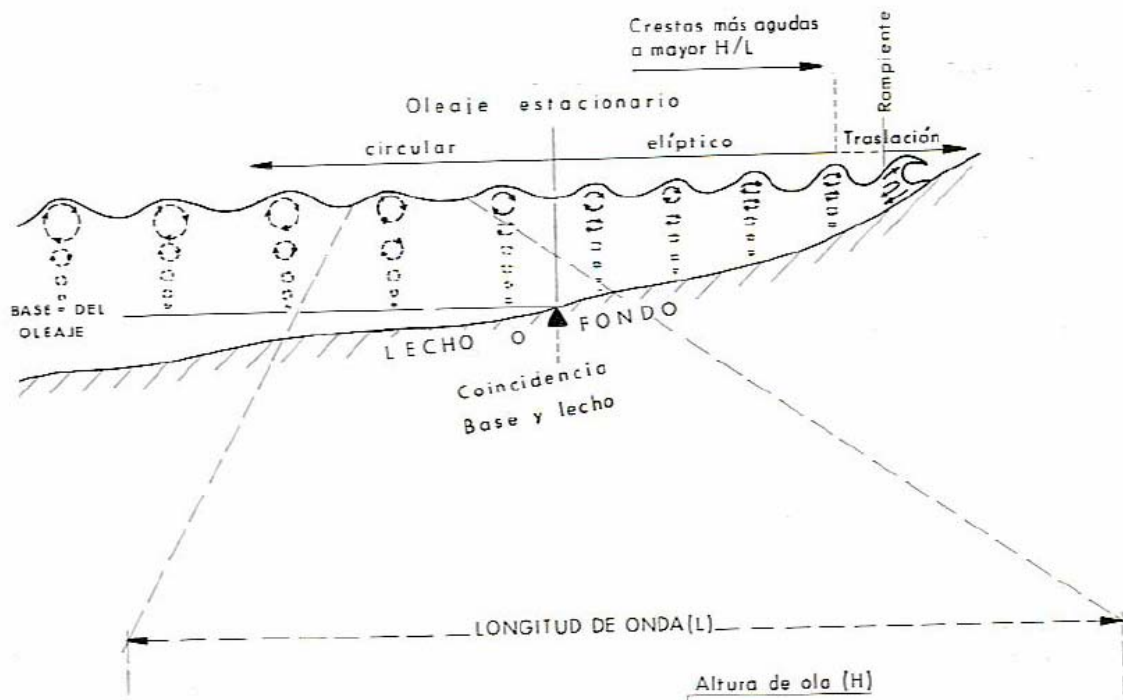 Crestas más agudas
a mayor H/L
Rompiente
Oleaje estacionario
circular
elíptico
Traslación
BASE DEL
OLEAJE
LECHO O FONDO
Coincidencia
Base y lecho
LONGITUD DE ONDA(L)
Altura de ola (H)